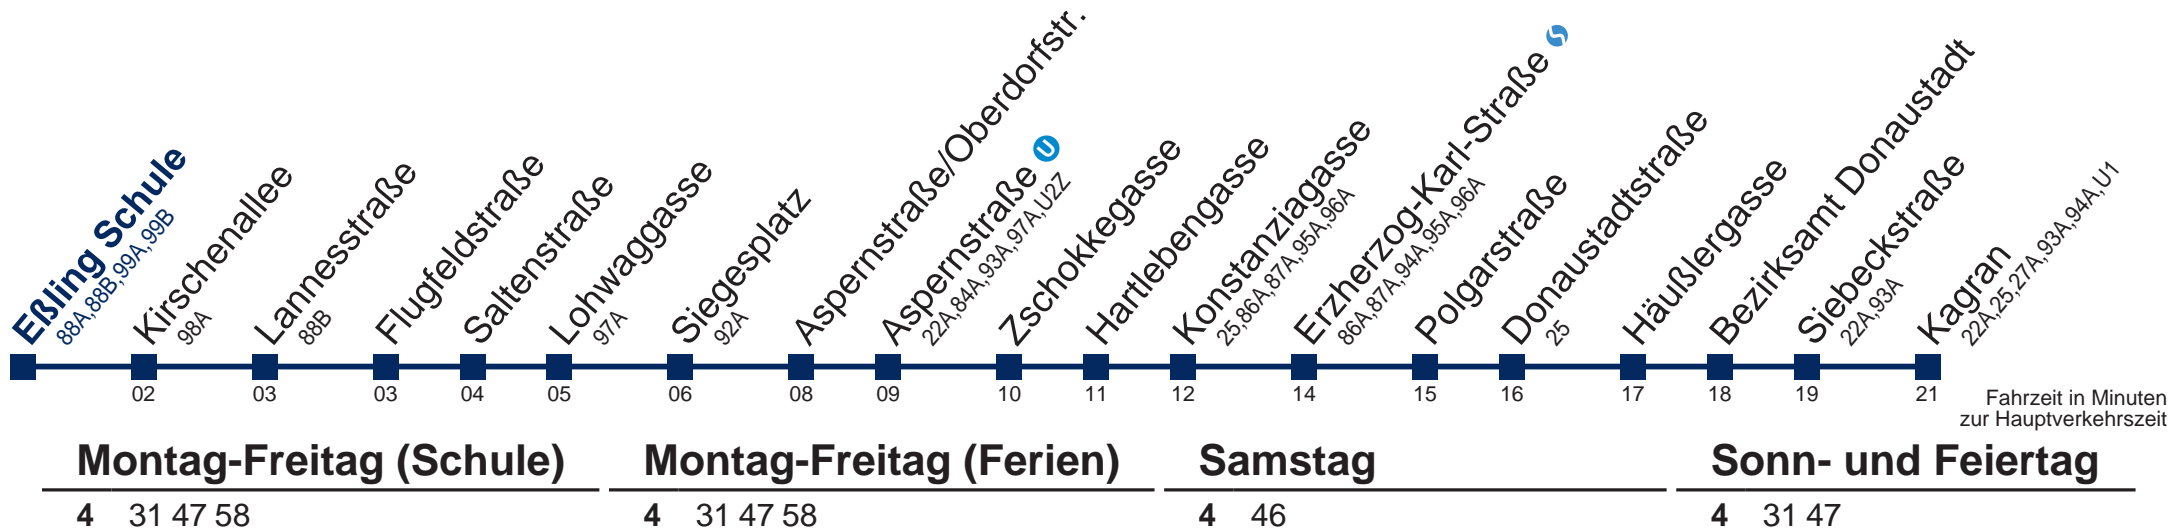 Eßling Schule
88A,88B,99A,99B
Kirschenallee
98A
Lannesstraße
88B
Flugfeldstraße
Saltenstraße
Lohwaggasse
97A
Siegesplatz
92A
Aspernstraße/Oberdorfstr.
Aspernstraße U
22A,84A,93A,97A,U2Z
Zschokkegasse
Hartlebengasse
Konstanziagasse
25,86A,87A,95A,96A
Erzherzog-Karl-Straße S
86A,87A,94A,95A,96A
Polgarstraße
Donaustadtstraße
25
Häußlergasse
Bezirksamt Donaustadt
Siebeckstraße
22A,93A
Kagran
22A,25,27A,93A,94A,U1
02 03 03 04 05 06 08 09 10 11 12 14 15 16 17 18 19 21
Fahrzeit in Minuten
zur Hauptverkehrszeit
Montag-Freitag (Schule) Montag-Freitag (Ferien) Samstag Sonn- und Feiertag
4 31 47 58 4 31 47 58 4 46 4 31 47